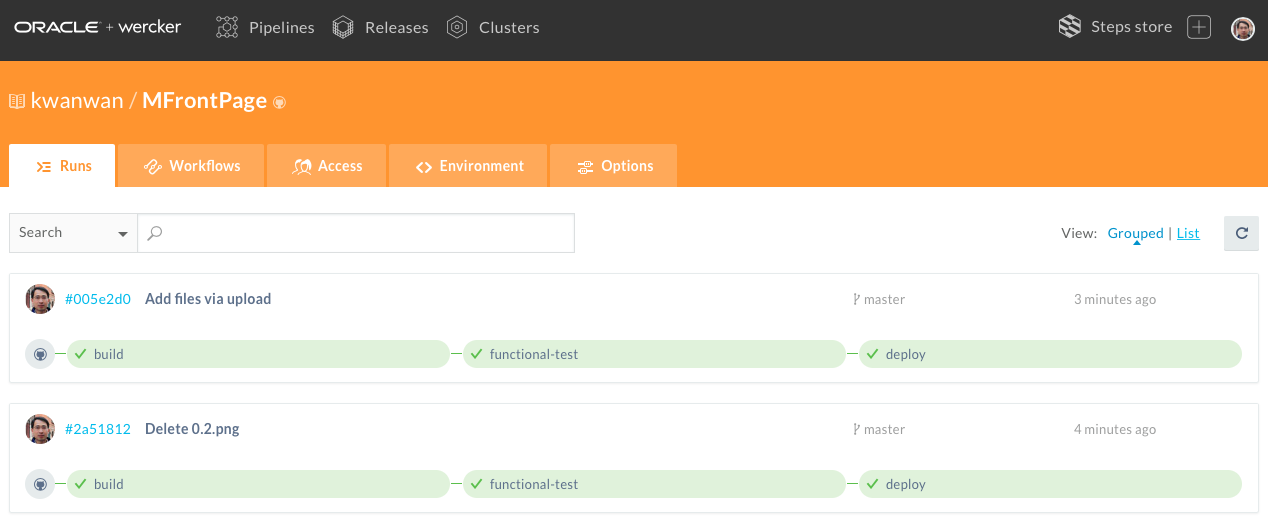 ORACLE + wercker Pipelines Releases Clusters Steps store
kwanwan / MFrontPage
Runs Workflows Access Environment Options
Search View: Grouped | List
#005e2d0 Add files via upload master 3 minutes ago
build functional-test deploy
#2a51812 Delete 0.2.png master 4 minutes ago
build functional-test deploy